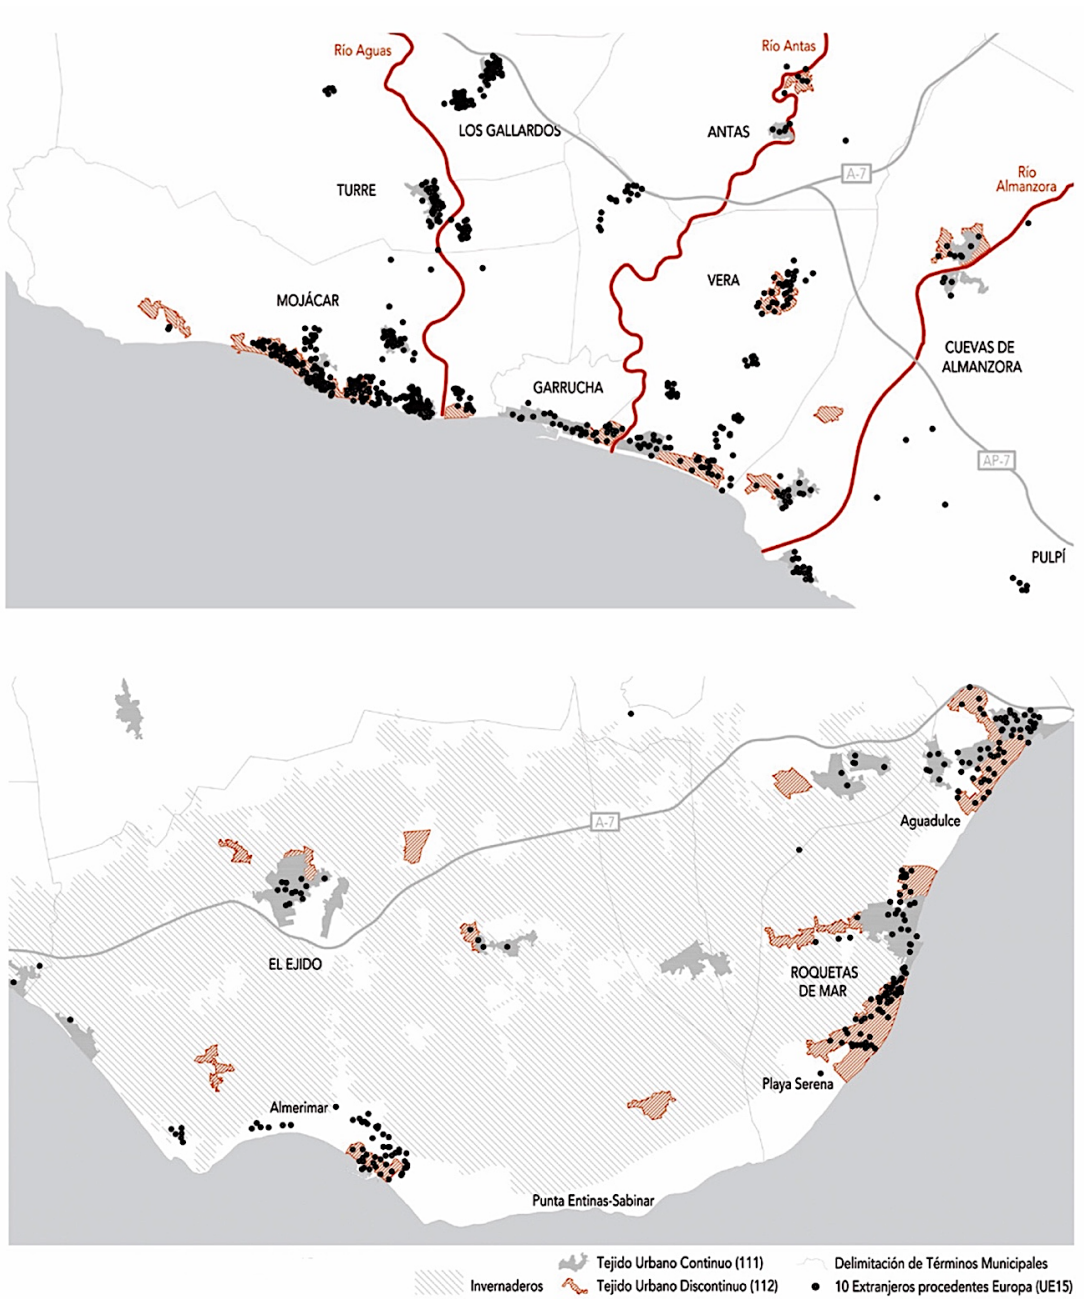 Río Aguas
Río Antas
LOS GALLARDOS
ANTAS
A-7
Río
Almanzora
TURRE
VERA
MOJÁCAR
CUEVAS DE
ALMANZORA
GARRUCHA
AP-7
PULPÍ
Aguadulce
A-7
EL EJIDO
ROQUETAS
DE MAR
Playa Serena
Almerimar
Punta Entinas-Sabinar
Tejido Urbano Continuo (111)
Delimitación de Términos Municipales
Invernaderos
Tejido Urbano Discontinuo (112)
10 Extranjeros procedentes Europa (UE15)